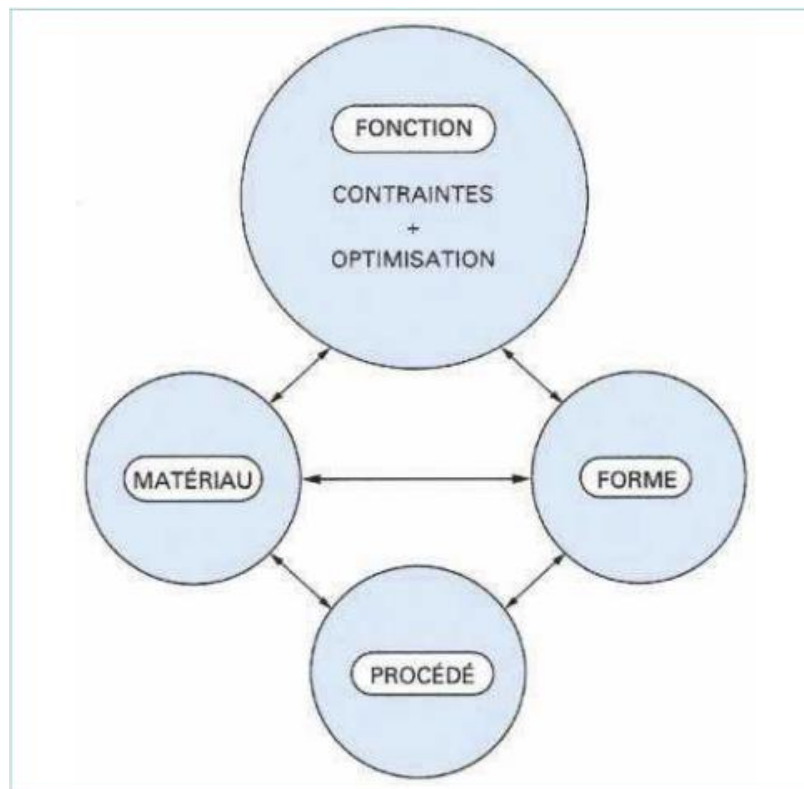 FONCTION
CONTRAINTES
+
OPTIMISATION
MATÉRIAU
FORME
PROCÉDÉ